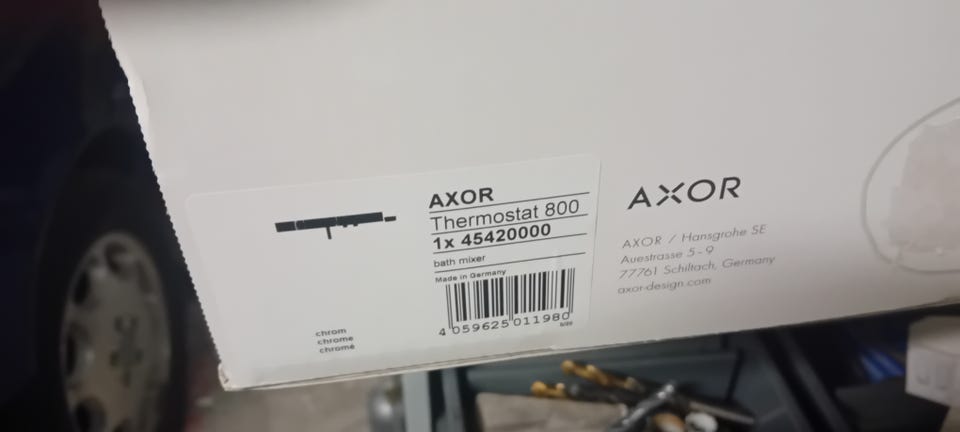 AXOR
Thermostat 800
1x 45420000
bath mixer
Made in Germany
4 059625 011980
chrom
chrome
chromé
AXOR
AXOR / Hansgrohe SE
Auestrasse 5-9
77761 Schiltach, Germany
axor-design.com